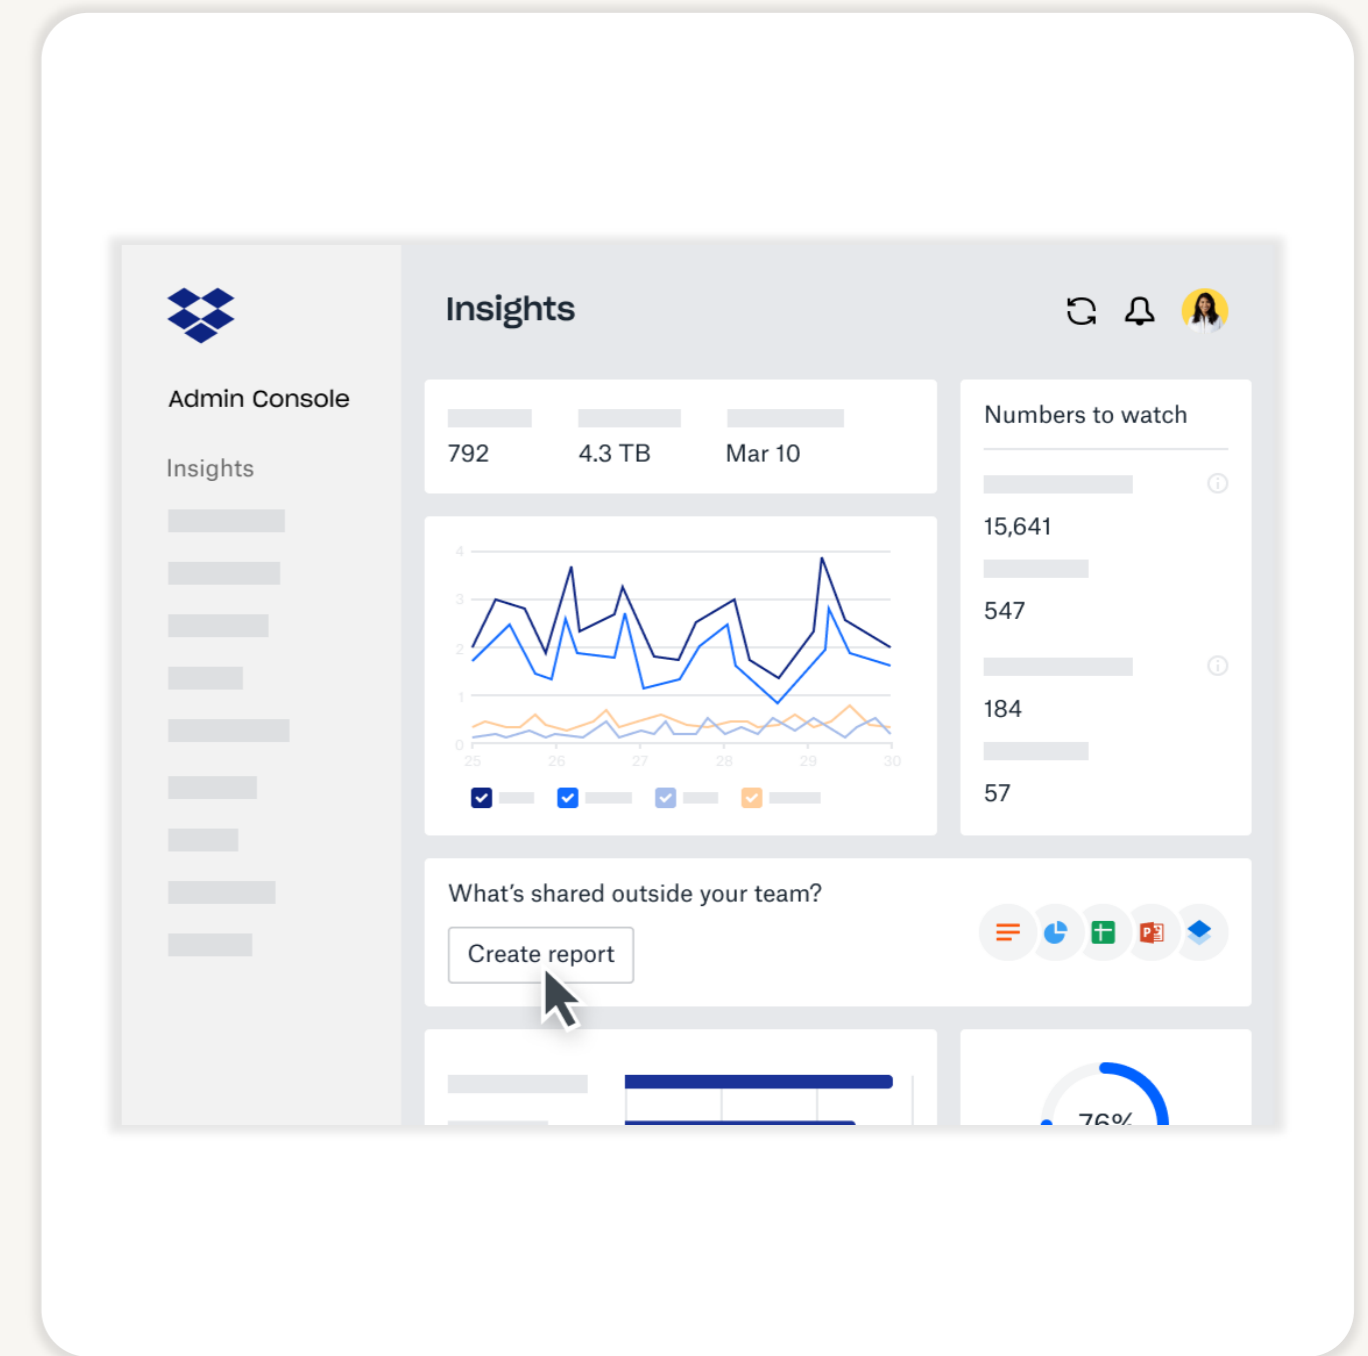 Insights
Admin Console
Insights
792 4.3 TB Mar 10
Numbers to watch
15,641
547
184
57
4
3
2
1
0
25 26 27 28 29 30
What's shared outside your team?
Create report
P
76%